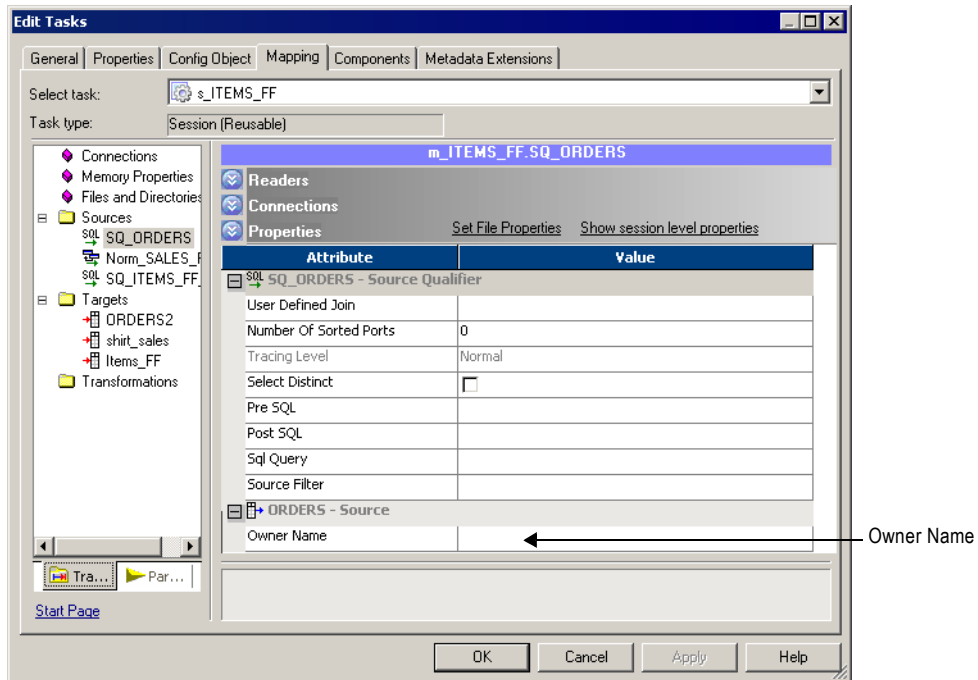 Edit Tasks
General Properties Config Object Mapping Components Metadata Extensions
Select task: s_ITEMS_FF
Task type: Session (Reusable)
Connections
Memory Properties
Files and Directories
Sources
SQL SQ_ORDERS
Norm_SALES_F
SQL SQ_ITEMS_FF_
Targets
ORDERS2
shirt_sales
Items_FF
Transformations
Tra... Par...
Start Page
m_ITEMS_FF.SQ_ORDERS
Readers
Connections
Properties Set File Properties Show session level properties
Attribute Value
SQL SQ_ORDERS - Source Qualifier
User Defined Join
Number Of Sorted Ports 0
Tracing Level Normal
Select Distinct
Pre SQL
Post SQL
Sql Query
Source Filter
ORDERS - Source
Owner Name
Owner Name
OK Cancel Apply Help